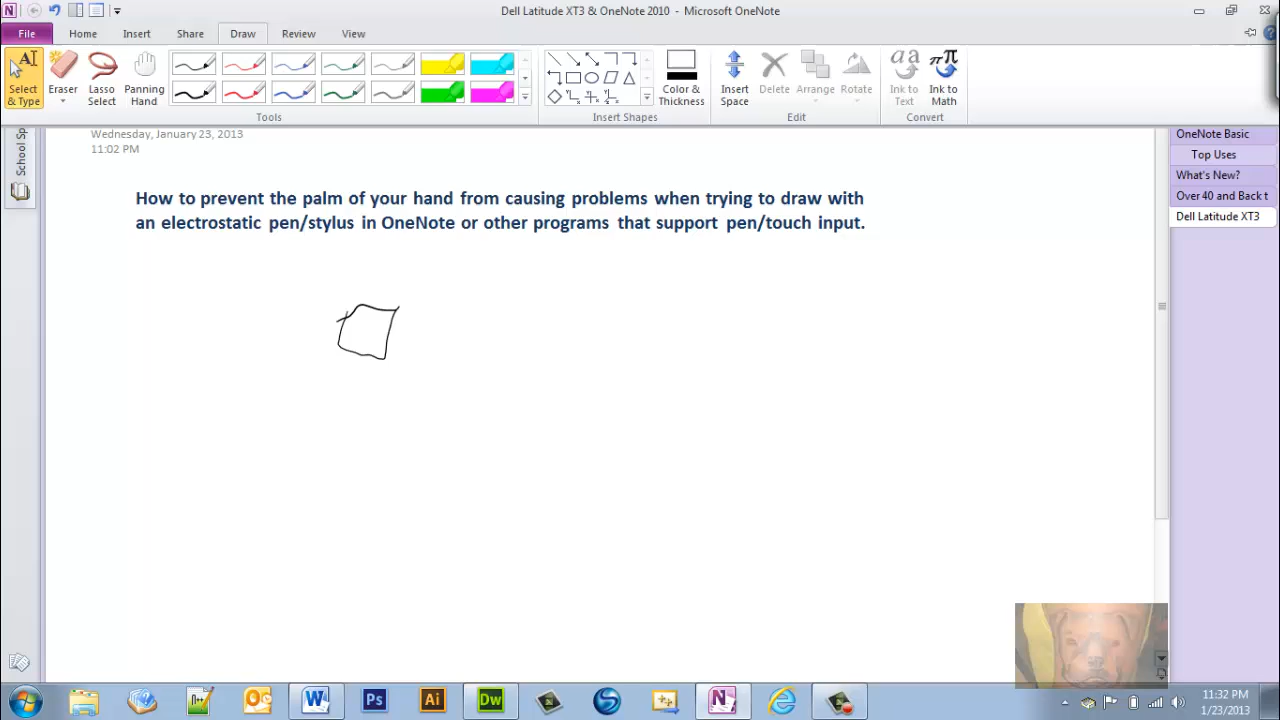 Dell Latitude XT3 & OneNote 2010 - Microsoft OneNote
File Home Insert Share Draw Review View
Select & Type
Eraser
Lasso Select
Panning Hand
Color & Thickness
Insert Space
Delete
Arrange
Rotate
Ink to Text
Ink to Math
Tools
Insert Shapes
Edit
Convert
School Sp
Wednesday, January 23, 2013
11:02 PM
How to prevent the palm of your hand from causing problems when trying to draw with
an electrostatic pen/stylus in OneNote or other programs that support pen/touch input.
OneNote Basic
Top Uses
What's New?
Over 40 and Back t
Dell Latitude XT3
W Ps Ai Dw N
11:32 PM
1/23/2013